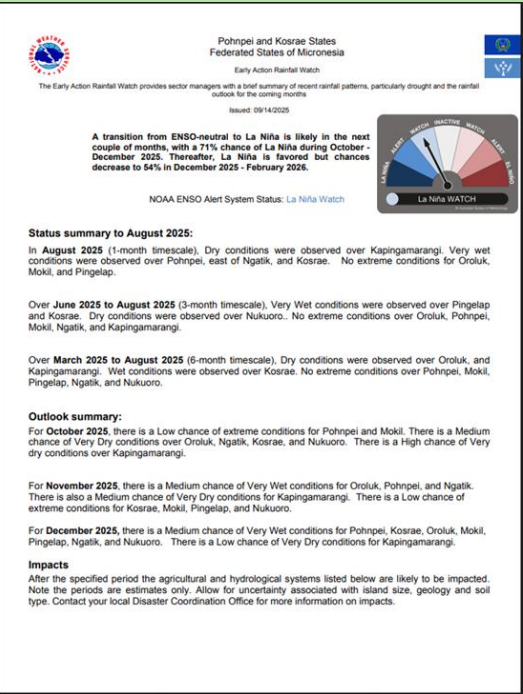 NATIONAL WEATHER SERVICE
Pohnpei and Kosrae States
Federated States of Micronesia
Early Action Rainfall Watch
The Early Action Rainfall Watch provides sector managers with a brief summary of recent rainfall patterns, particularly drought and the rainfall
outlook for the coming months
Issued: 09/14/2025
A transition from ENSO-neutral to La Niña is likely in the next
couple of months, with a 71% chance of La Niña during October -
December 2025. Thereafter, La Niña is favored but chances
decrease to 54% in December 2025 - February 2026.
NOAA ENSO Alert System Status: La Niña Watch
LA NIÑA ALERT WATCH INACTIVE WATCH ALERT EL NIÑO
La Niña WATCH
Status summary to August 2025:
In August 2025 (1-month timescale), Dry conditions were observed over Kapingamarangi. Very wet
conditions were observed over Pohnpei, east of Ngatik, and Kosrae. No extreme conditions for Oroluk,
Mokil, and Pingelap.
Over June 2025 to August 2025 (3-month timescale), Very Wet conditions were observed over Pingelap
and Kosrae. Dry conditions were observed over Nukuoro.. No extreme conditions over Oroluk, Pohnpei,
Mokil, Ngatik, and Kapingamarangi.
Over March 2025 to August 2025 (6-month timescale), Dry conditions were observed over Oroluk, and
Kapingamarangi. Wet conditions were observed over Kosrae. No extreme conditions over Pohnpei, Mokil,
Pingelap, Ngatik, and Nukuoro.
Outlook summary:
For October 2025, there is a Low chance of extreme conditions for Pohnpei and Mokil. There is a Medium
chance of Very Dry conditions over Oroluk, Ngatik, Kosrae, and Nukuoro. There is a High chance of Very
dry conditions over Kapingamarangi.
For November 2025, there is a Medium chance of Very Wet conditions for Oroluk, Pohnpei, and Ngatik.
There is also a Medium chance of Very Dry conditions for Kapingamarangi. There is a Low chance of
extreme conditions for Kosrae, Mokil, Pingelap, and Nukuoro.
For December 2025, there is a Medium chance of Very Wet conditions for Pohnpei, Kosrae, Oroluk, Mokil,
Pingelap, Ngatik, and Nukuoro. There is a Low chance of Very Dry conditions for Kapingamarangi.
Impacts
After the specified period the agricultural and hydrological systems listed below are likely to be impacted.
Note the periods are estimates only. Allow for uncertainty associated with island size, geology and soil
type. Contact your local Disaster Coordination Office for more information on impacts.